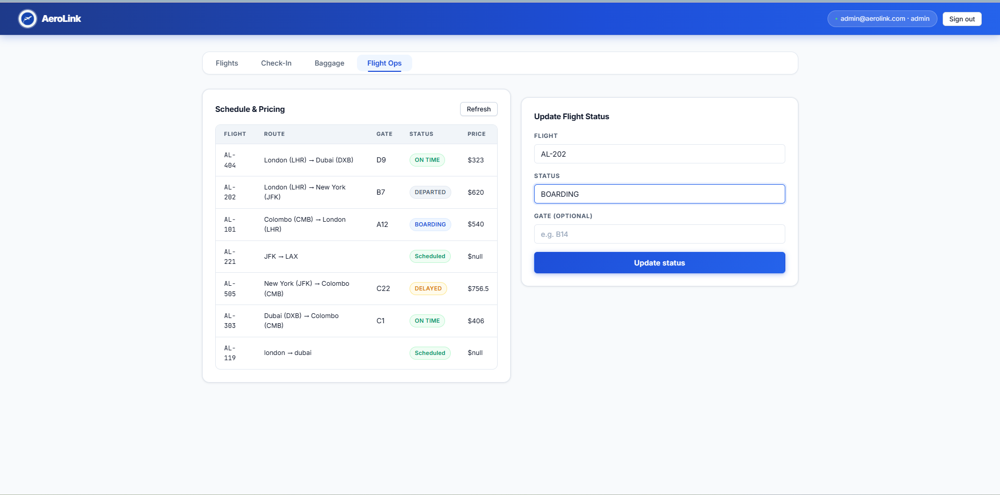 AeroLink
admin@aerolink.com · admin
Sign out
Flights
Check-In
Baggage
Flight Ops
Schedule & Pricing
Refresh
FLIGHT ROUTE GATE STATUS PRICE
AL-
404
London (LHR) → Dubai (DXB)
D9
ON TIME
$323
AL-
202
London (LHR) → New York
(JFK)
B7
DEPARTED
$620
AL-
101
Colombo (CMB) → London
(LHR)
A12
BOARDING
$540
AL-
221
JFK → LAX
Scheduled
$null
AL-
505
New York (JFK) → Colombo
(CMB)
C22
DELAYED
$756.5
AL-
303
Dubai (DXB) → Colombo
(CMB)
C1
ON TIME
$406
AL-
119
london → dubai
Scheduled
$null
Update Flight Status
FLIGHT
AL-202
STATUS
BOARDING
GATE (OPTIONAL)
e.g. B14
Update status